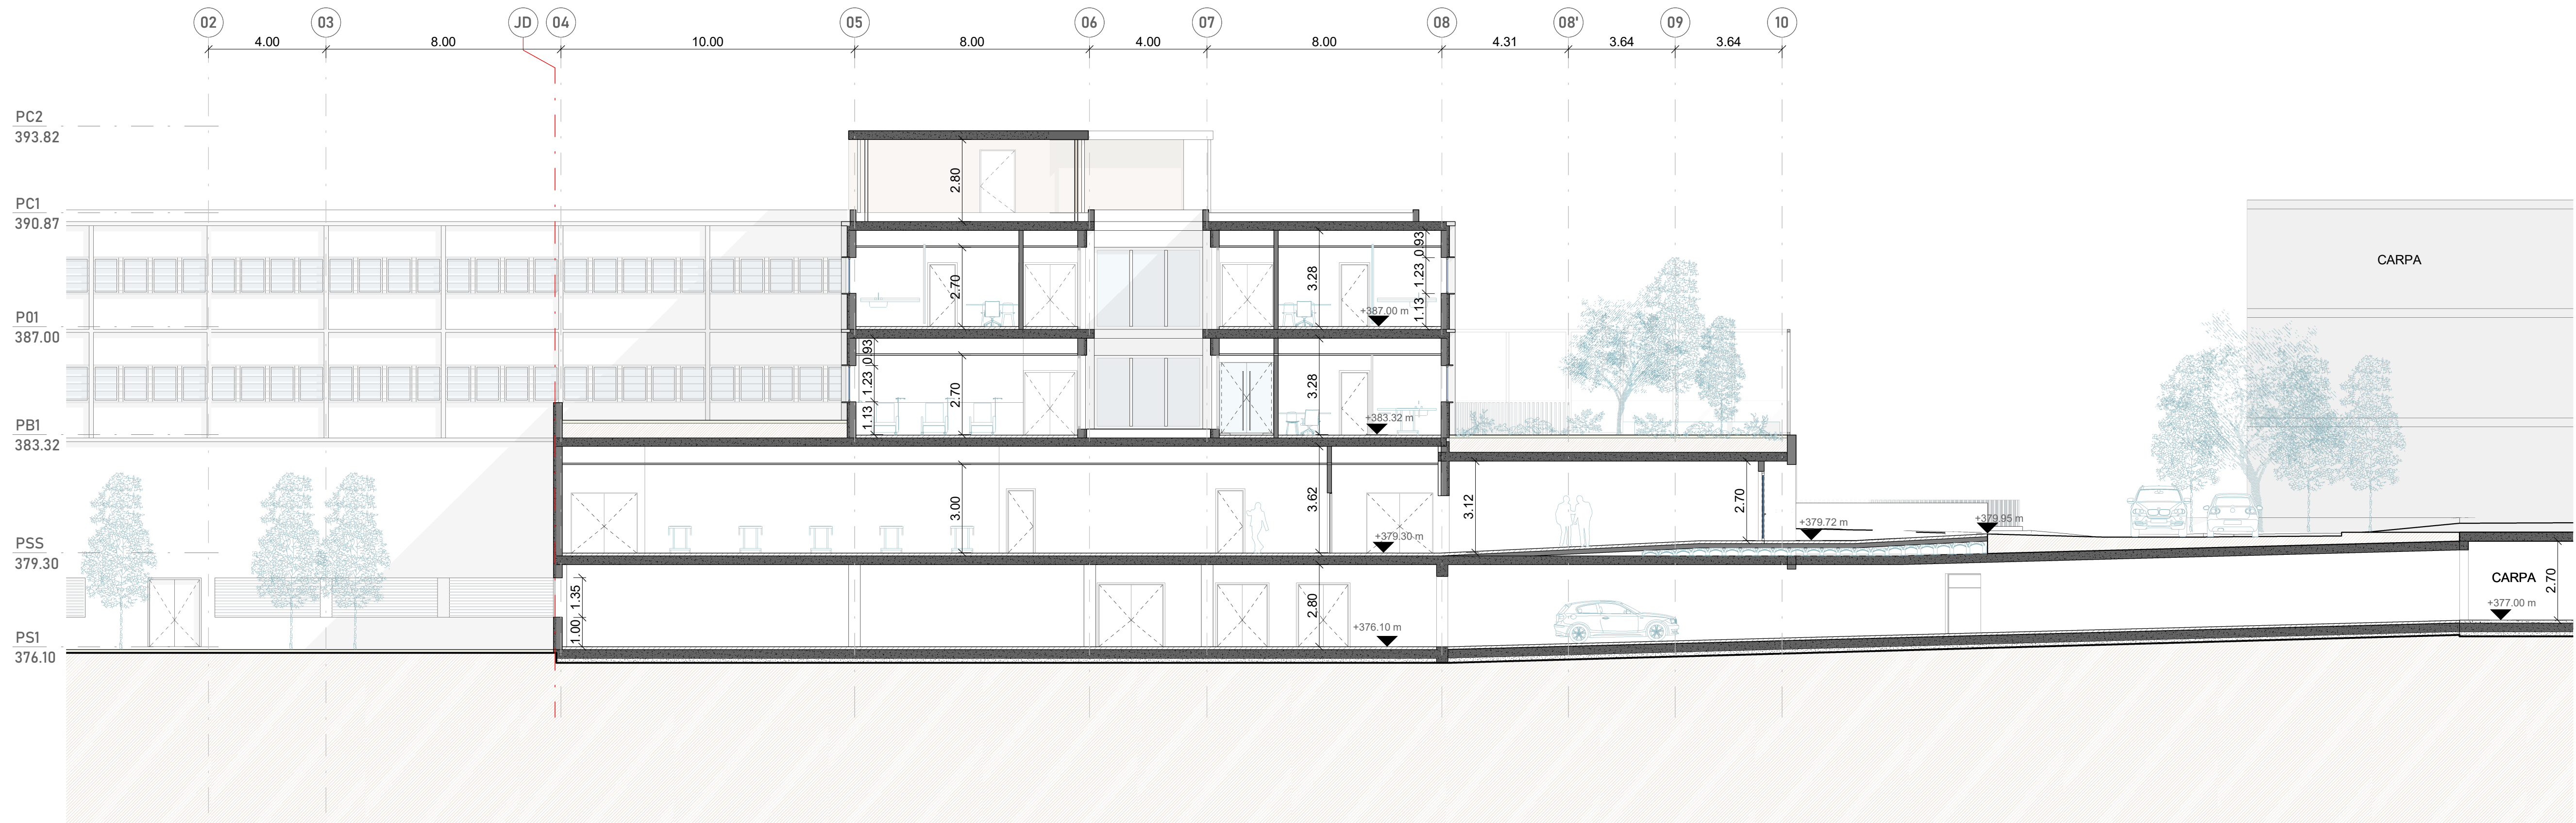 02 03 JD 04 05 06 07 08 08' 09 10
4.00 8.00 10.00 8.00 4.00 8.00 4.31 3.64 3.64
PC2
393.82
2.80
PC1
390.87
CARPA
2.70
3.28
0.93
1.23
1.13
+387.00 m
P01
387.00
0.93
1.23
1.13
2.70
3.28
+383.32 m
PB1
383.32
3.00
3.62
3.12
2.70
+379.30 m
+379.72 m
+379.95 m
PSS
379.30
1.35
1.00
2.80
+376.10 m
CARPA
2.70
+377.00 m
PS1
376.10